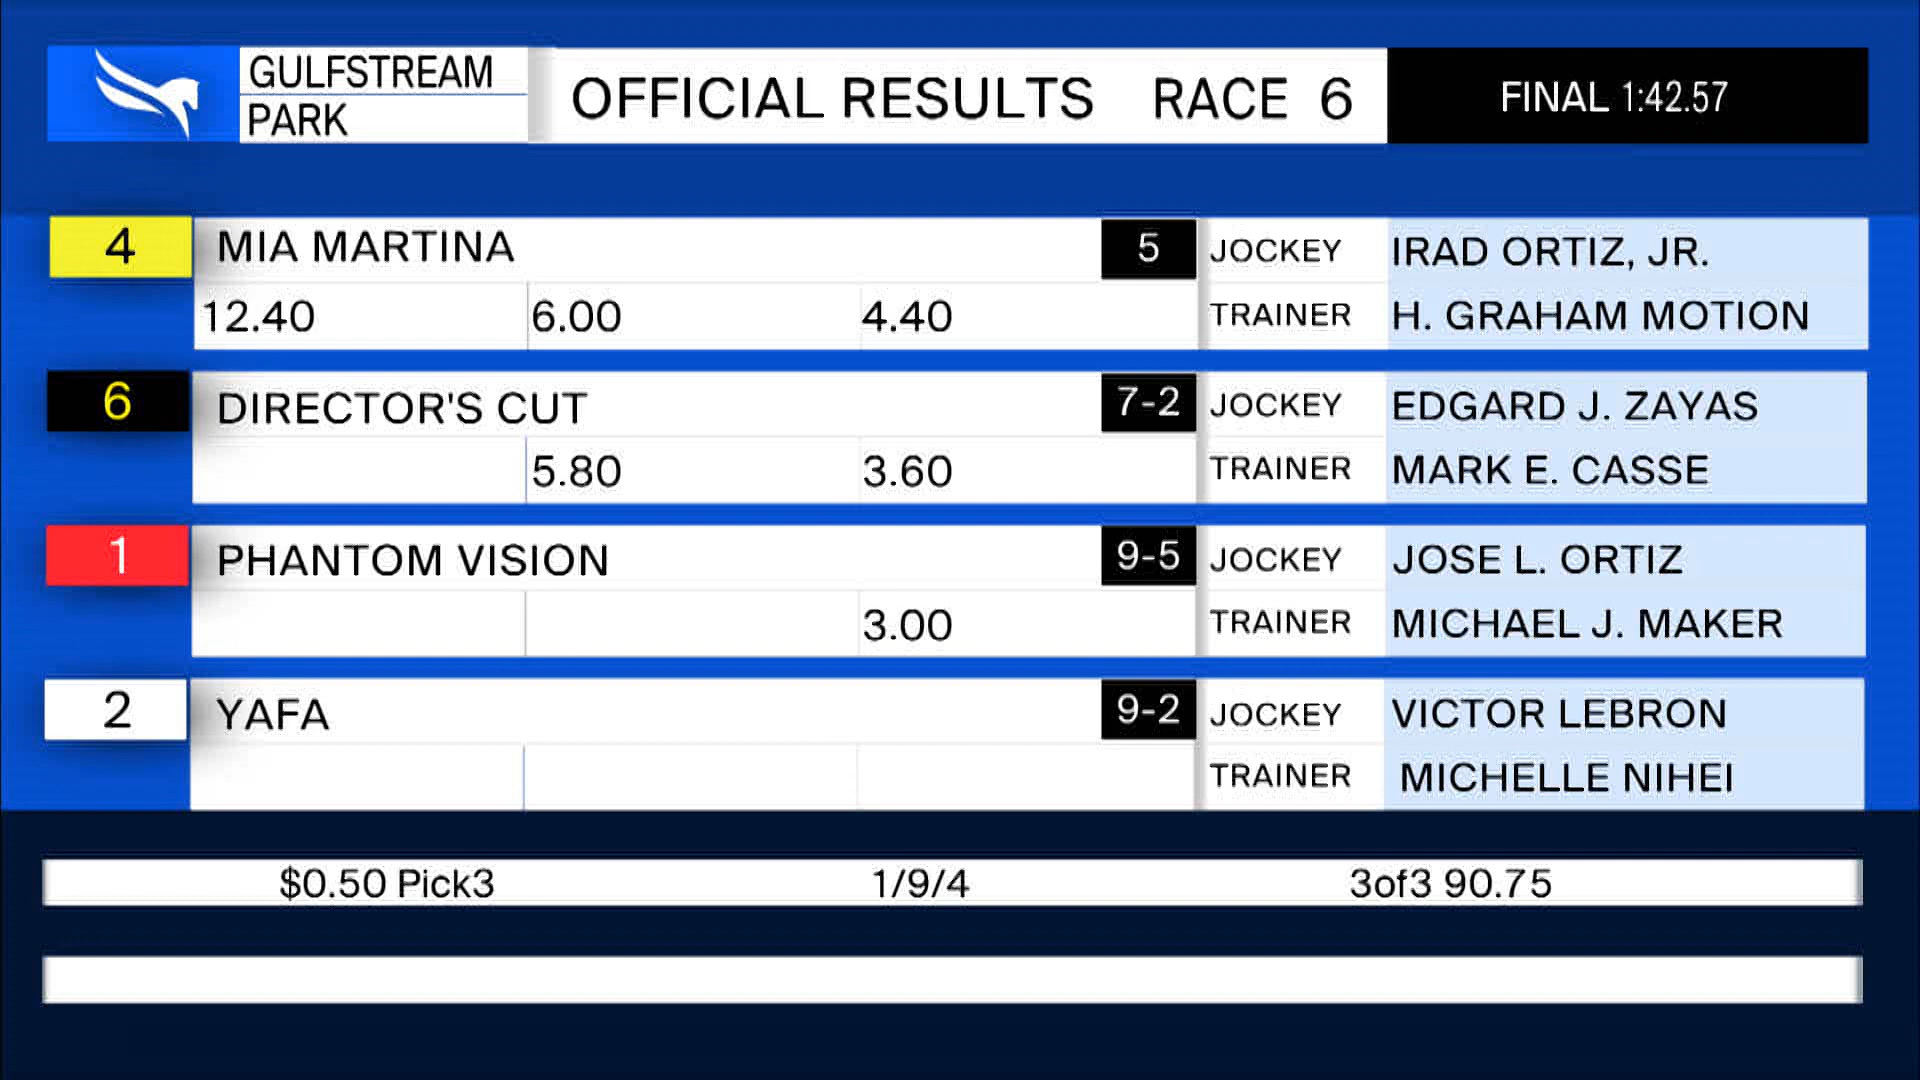 GULFSTREAM
PARK
OFFICIAL RESULTS RACE 6
FINAL 1:42.57
4 MIA MARTINA 5 JOCKEY IRAD ORTIZ, JR.
12.40 6.00 4.40 TRAINER H. GRAHAM MOTION
6 DIRECTOR'S CUT 7-2 JOCKEY EDGARD J. ZAYAS
5.80 3.60 TRAINER MARK E. CASSE
1 PHANTOM VISION 9-5 JOCKEY JOSE L. ORTIZ
3.00 TRAINER MICHAEL J. MAKER
2 YAFA 9-2 JOCKEY VICTOR LEBRON
TRAINER MICHELLE NIHEI
$0.50 Pick3 1/9/4 3of3 90.75